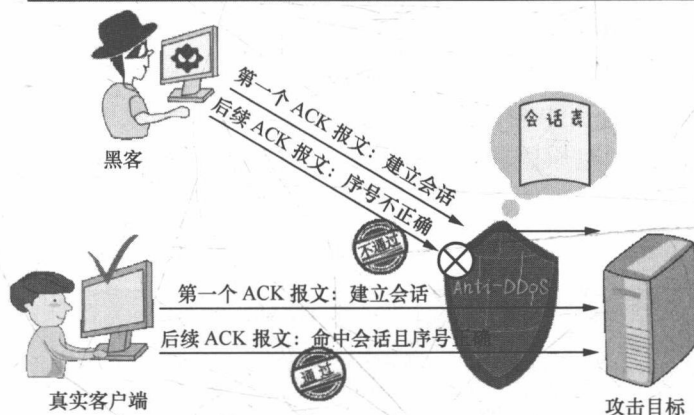 第一个 ACK 报文：建立会话
后续 ACK 报文：序号不正确
会话表
黑客
不通过
Anti-DDoS
第一个 ACK 报文：建立会话
后续 ACK 报文：命中会话且序号正确
通过
真实客户端
攻击目标